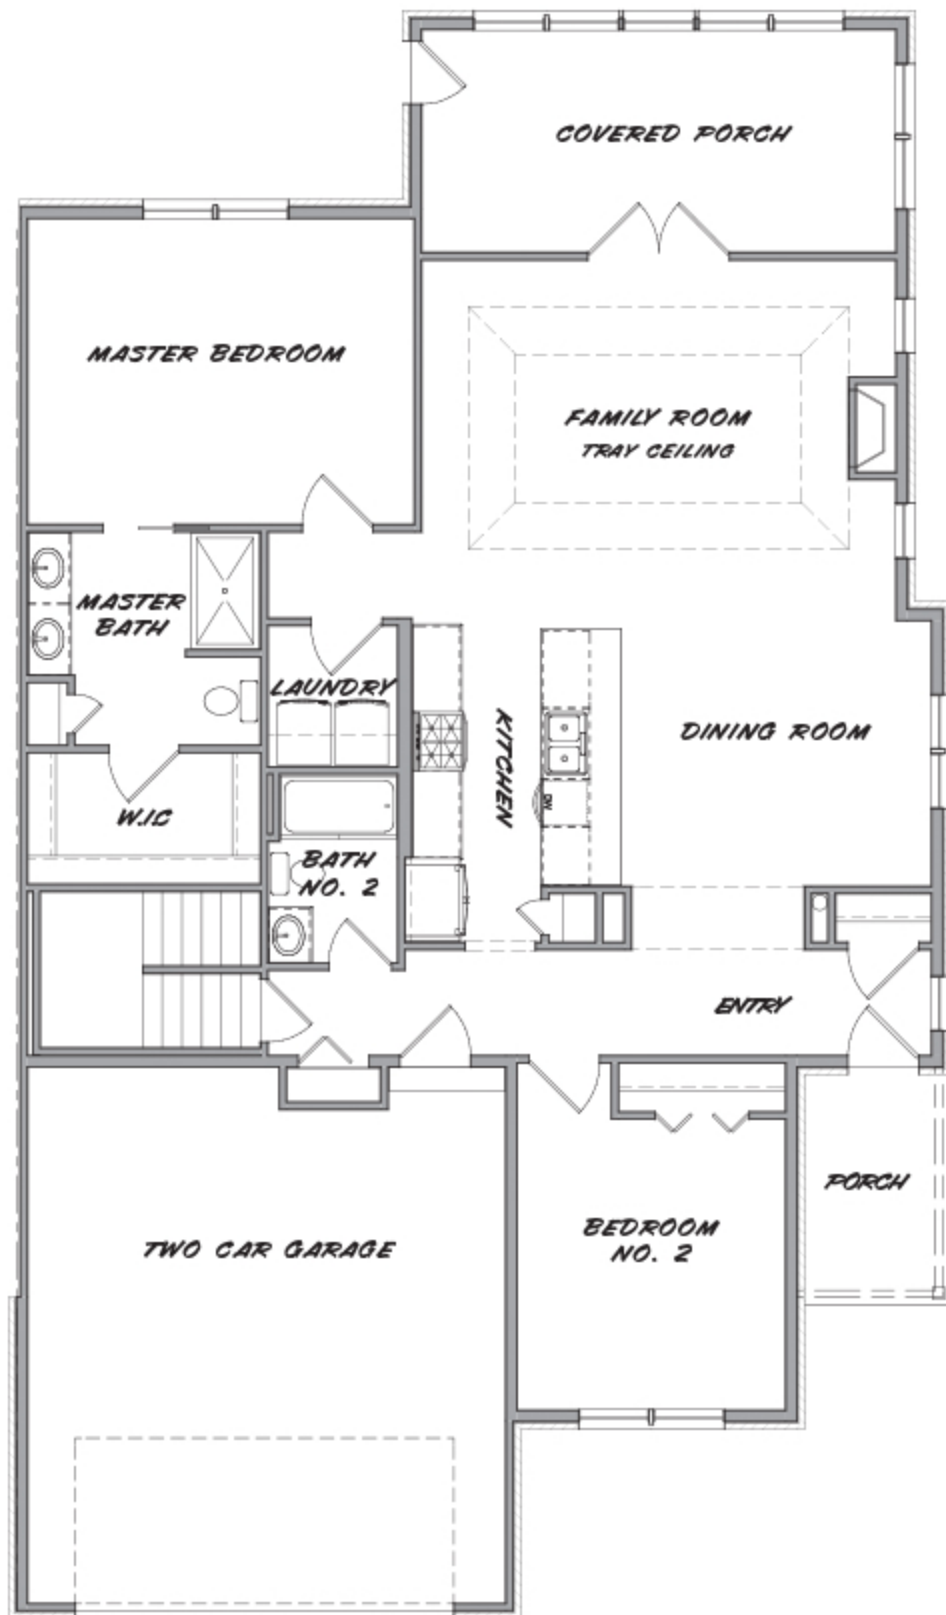 COVERED PORCH
MASTER BEDROOM
FAMILY ROOM
TRAY CEILING
MASTER
BATH
LAUNDRY
KITCHEN
DINING ROOM
DW
W.I.C
BATH
NO. 2
ENTRY
PORCH
TWO CAR GARAGE
BEDROOM
NO. 2